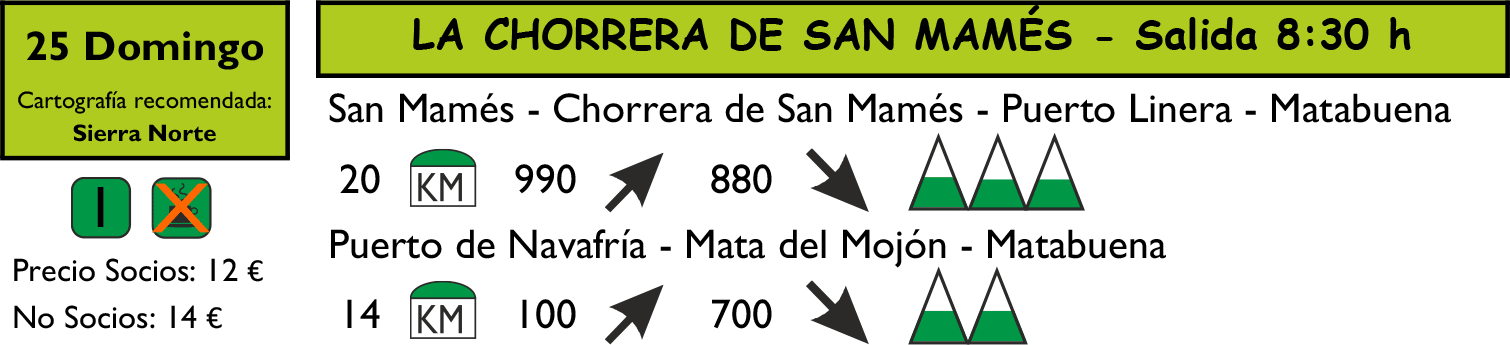 25 Domingo
Cartografía recomendada:
Sierra Norte
I
Precio Socios: 12 €
No Socios: 14 €
LA CHORRERA DE SAN MAMÉS - Salida 8:30 h
San Mamés - Chorrera de San Mamés - Puerto Linera - Matabuena
20 KM 990 880
Puerto de Navafría - Mata del Mojón - Matabuena
14 KM 100 700